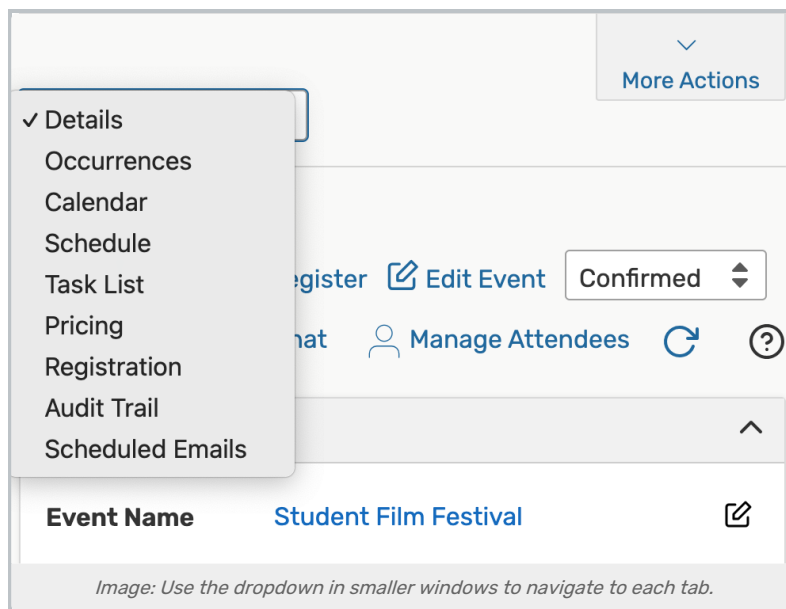 More Actions
✓ Details
Occurrences
Calendar
Schedule
Task List
Pricing
Registration
Audit Trail
Scheduled Emails
Edit Event
Confirmed
Manage Attendees
Event Name
Student Film Festival
Image: Use the dropdown in smaller windows to navigate to each tab.